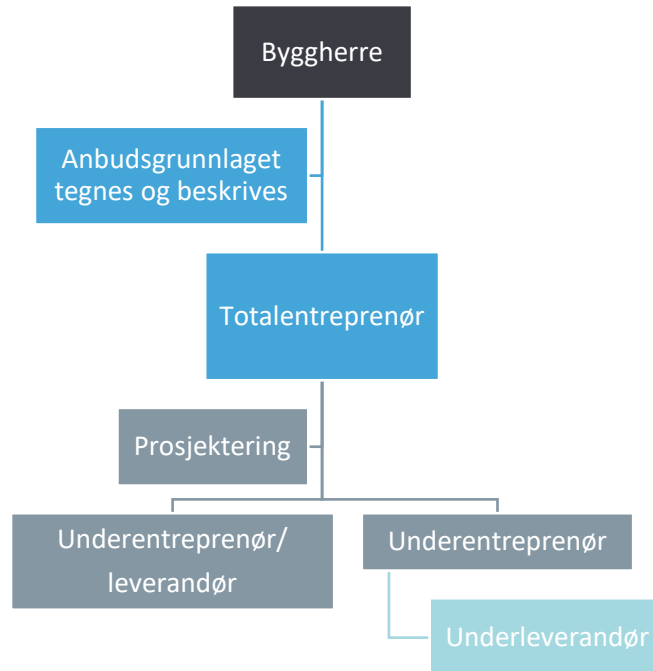 Byggherre
Anbudsgrunnlaget
tegnes og beskrives
Totalentreprenør
Prosjektering
Underentreprenør/
leverandør
Underentreprenør
Underleverandør